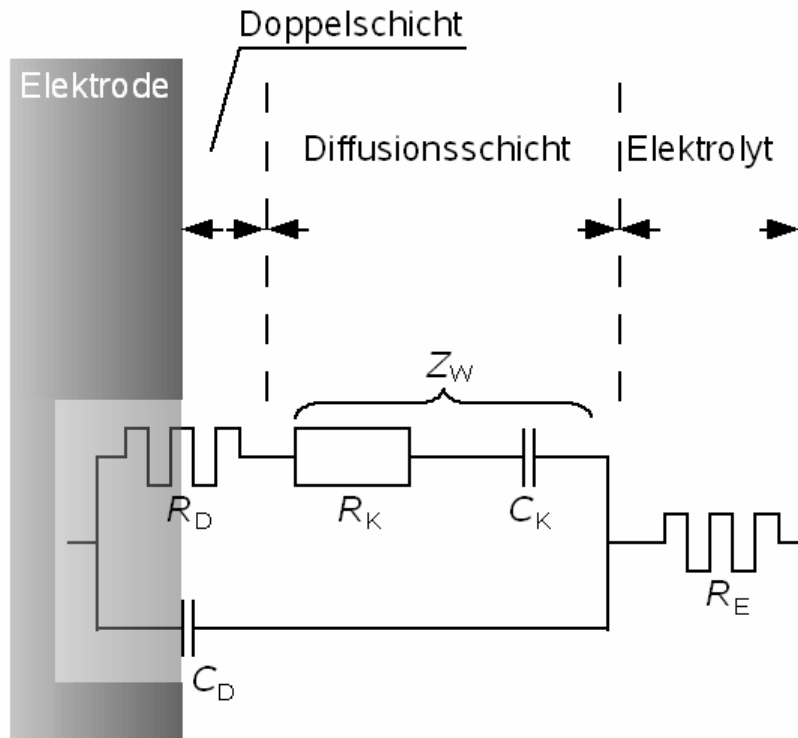 Doppelschicht
Elektrode
Diffusionsschicht Elektrolyt
ZW
RD RK CK
RE
CD